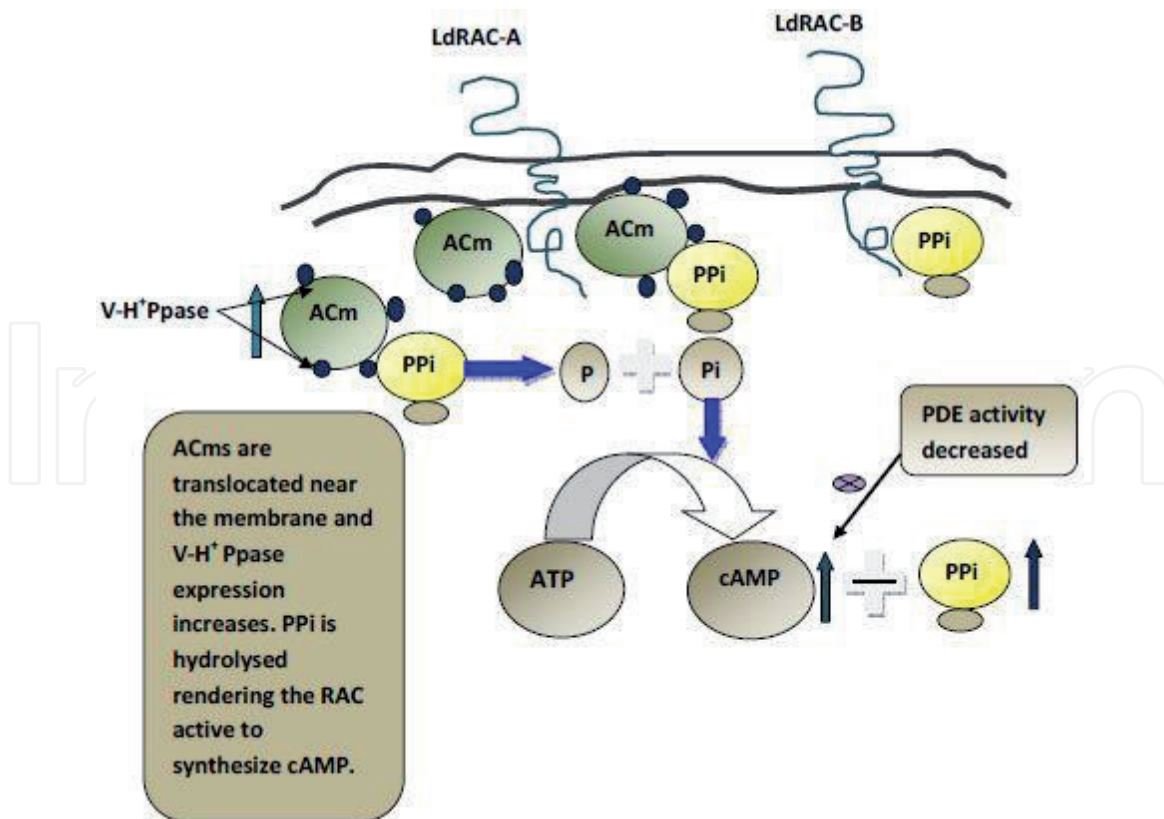 LdRAC-A
LdRAC-B
ACm
ACm
PPi
PPi
V-H⁺Ppase
ACm
PPi
P
Pi
PDE activity
decreased
ACms are
translocated near
the membrane and
V-H⁺ Ppase
expression
increases. PPi is
hydrolysed
rendering the RAC
active to
synthesize cAMP.
ATP
cAMP
PPi